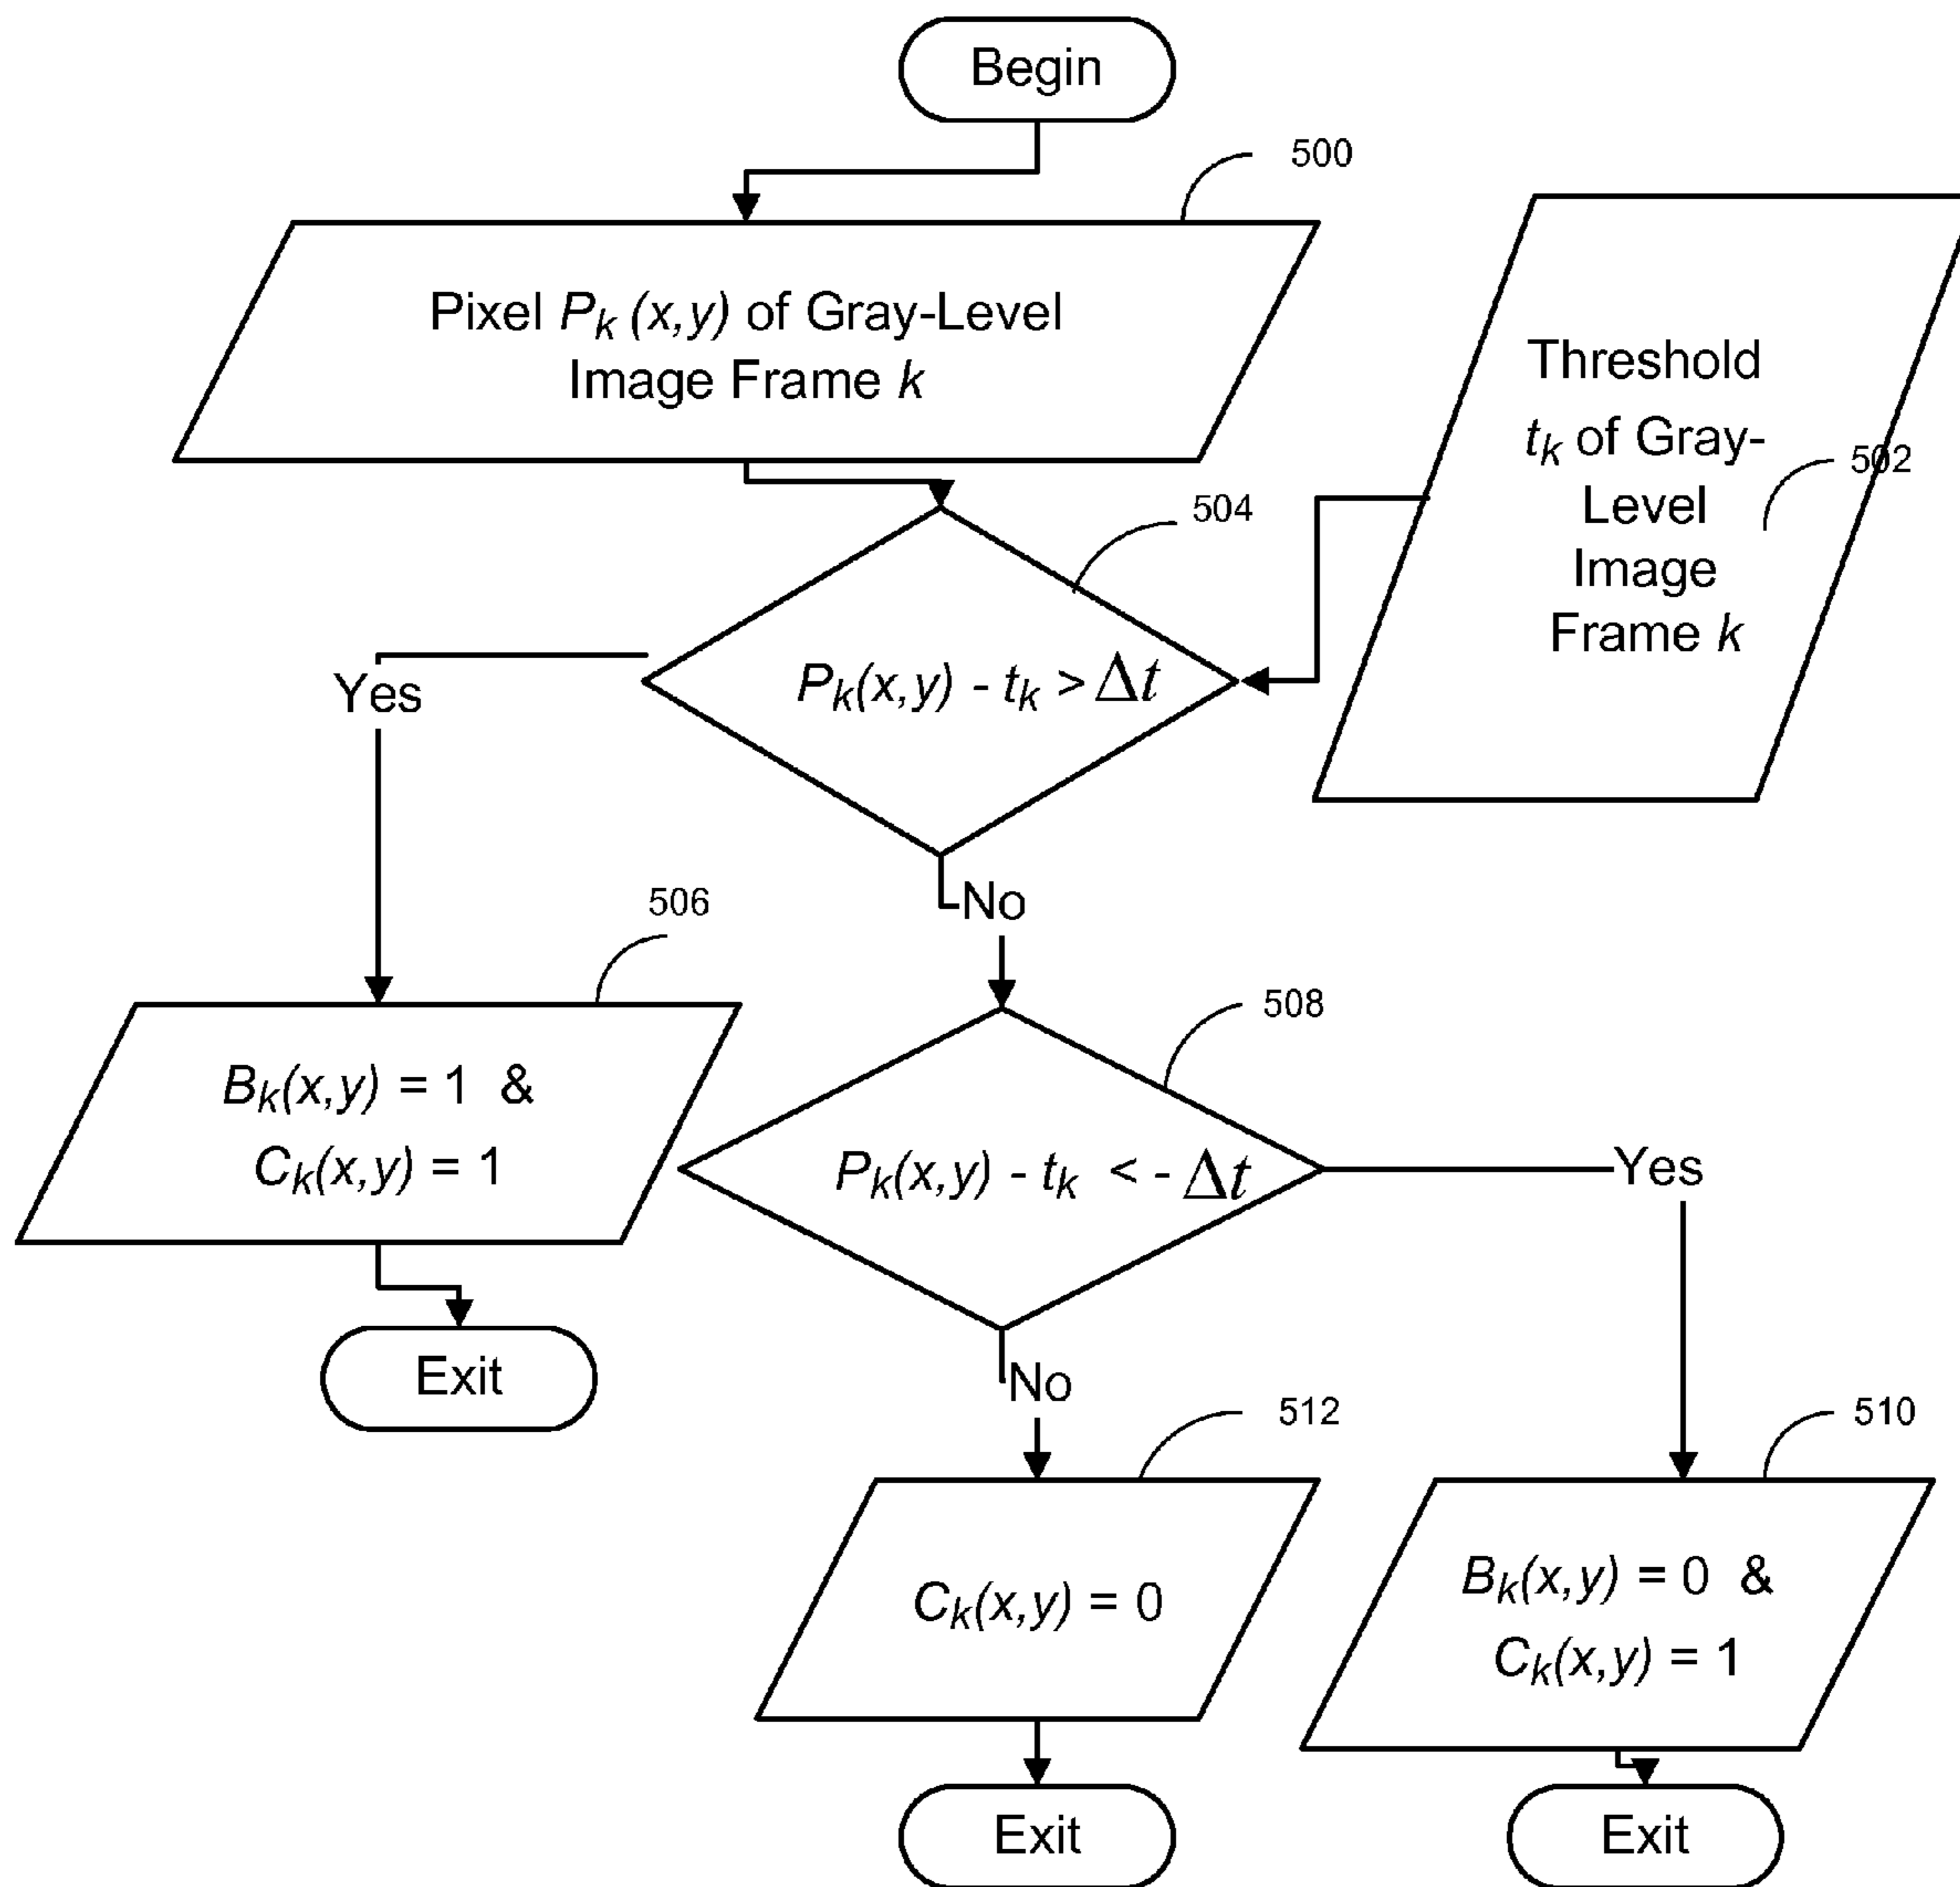 Begin
500
Pixel Pk (x,y) of Gray-Level
Image Frame k
Threshold
tk of Gray-
Level
Image
Frame k
502
504
Pk(x,y) - tk > Δt
Yes
No
506
Bk(x,y) = 1 &
Ck(x,y) = 1
508
Pk(x,y) - tk < - Δt
Yes
Exit
No
512
510
Ck(x,y) = 0
Bk(x,y) = 0 &
Ck(x,y) = 1
Exit
Exit